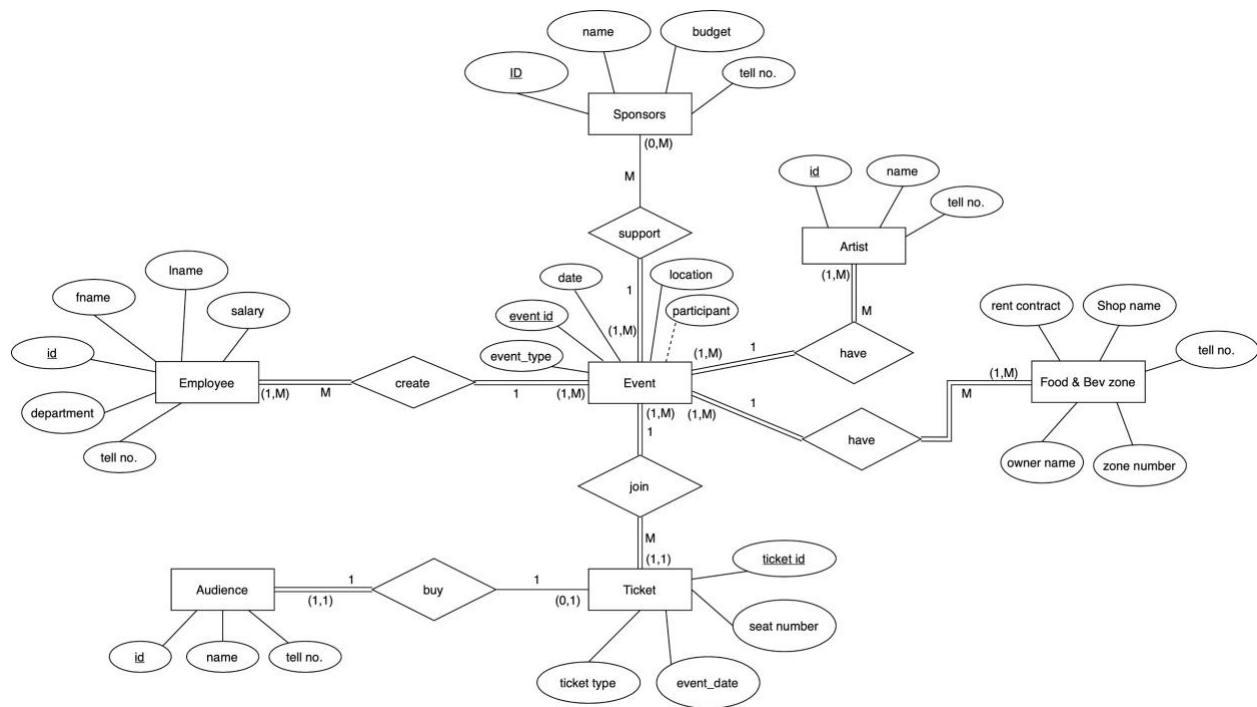 name
budget
ID
tell no.
Sponsors
(0,M)
M
support
1
(1,M)
id
name
tell no.
Artist
(1,M)
M
have
1
(1,M)
date
location
event id
participant
event_type
Event
lname
fname
salary
id
Employee
(1,M)
department
tell no.
M
create
1
(1,M)
rent contract
Shop name
tell no.
(1,M)
Food & Bev zone
M
owner name
zone number
have
1
(1,M)
(1,M)
1
join
M
(1,1)
Ticket
ticket id
seat number
ticket type
event_date
Audience
1
(1,1)
buy
1
(0,1)
id
name
tell no.